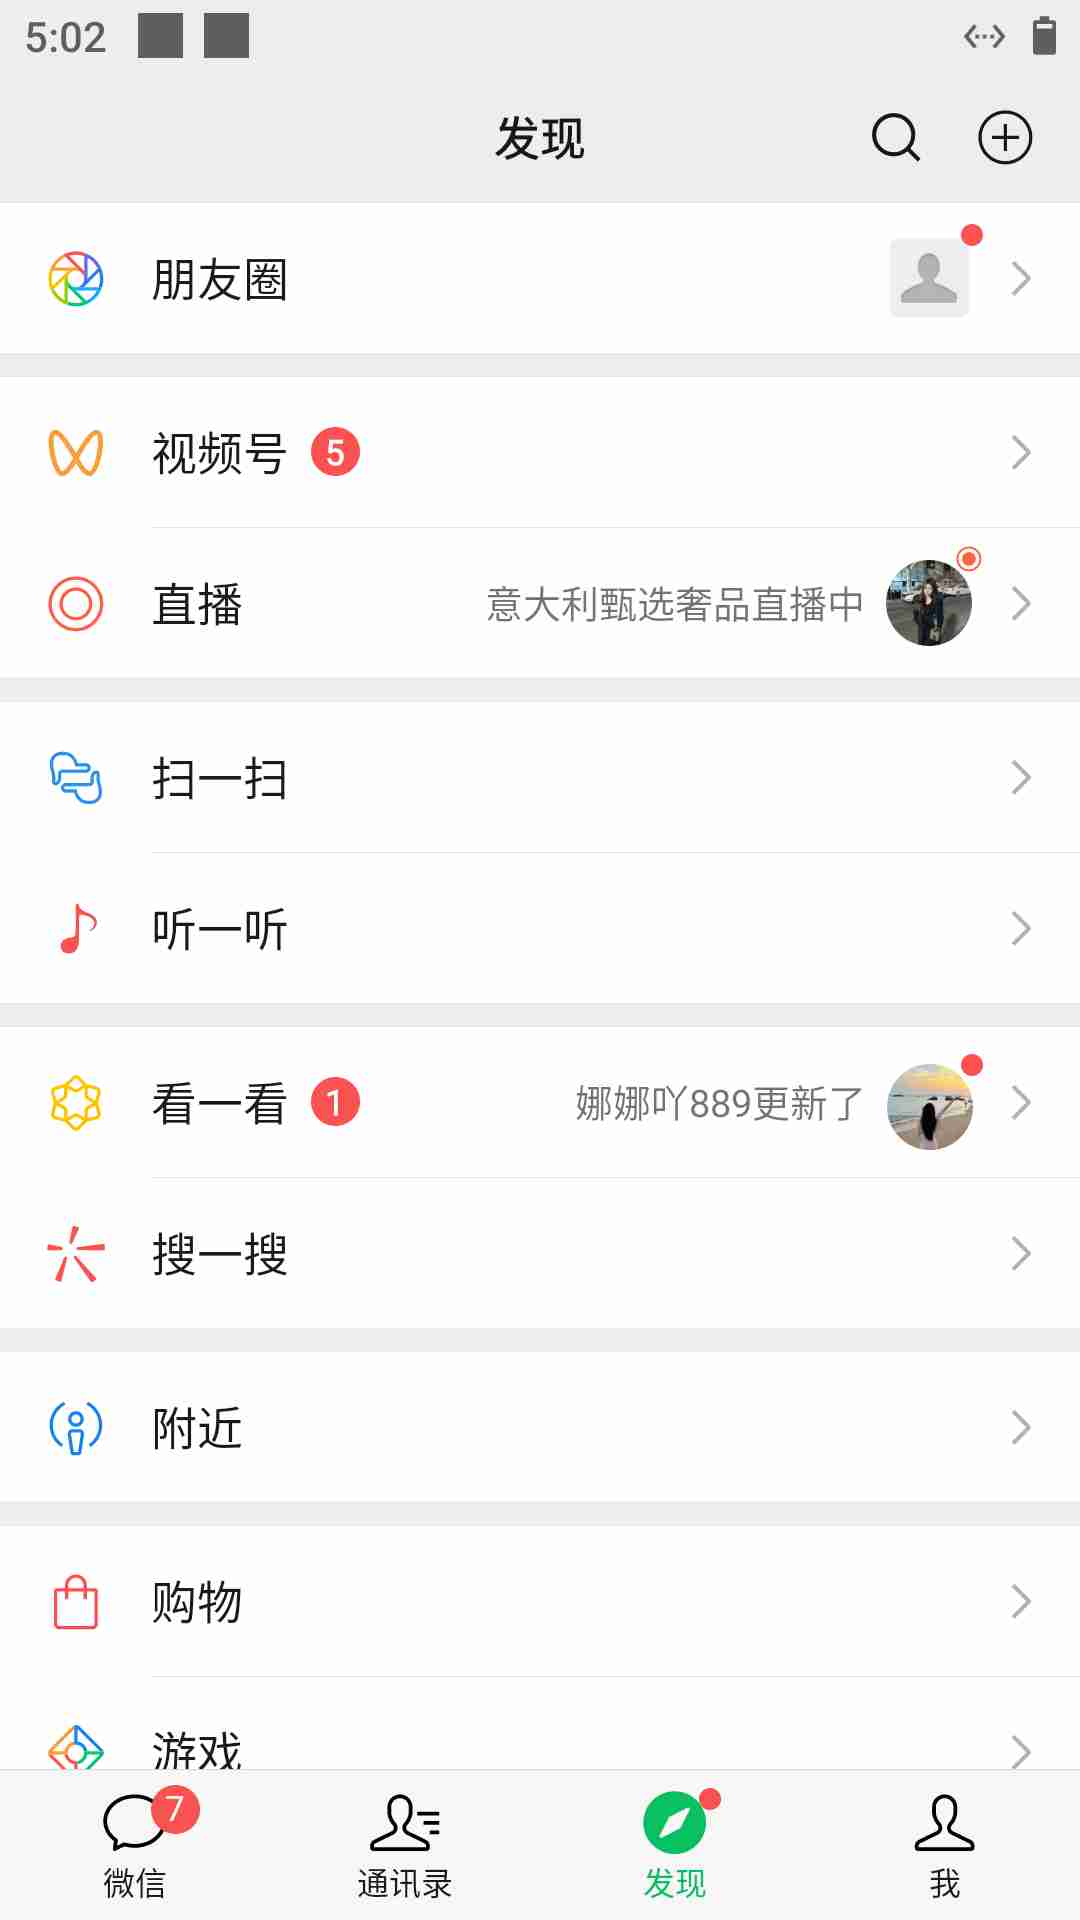 5:02
发现
朋友圈
视频号 5
直播 意大利甄选奢品直播中
扫一扫
听一听
看一看 1 娜娜吖889更新了
搜一搜
附近
购物
游戏
7
微信 通讯录 发现 我